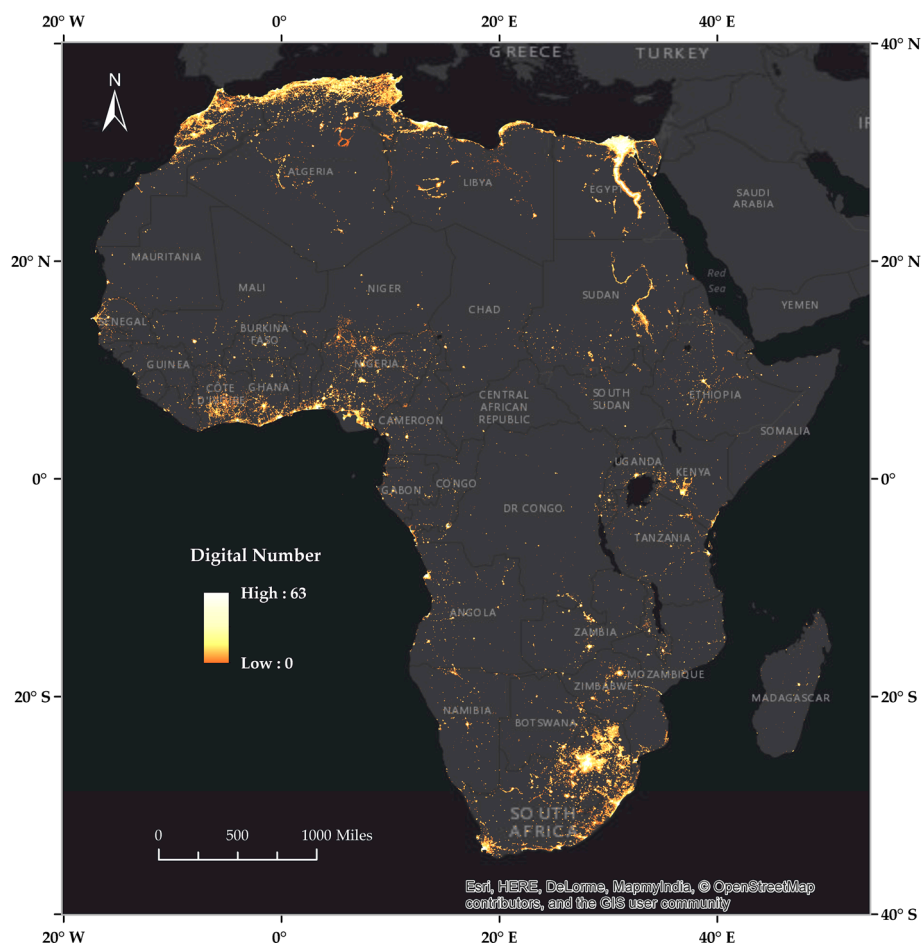 20° W
0°
20° E
40° E
40° N
GREECE
TURKEY
N
IR
ALGERIA
LIBYA
EGYPT
SAUDI
ARABIA
20° N
20° N
MAURITANIA
MALI
NIGER
CHAD
SUDAN
Red
Sea
YEMEN
SENEGAL
BURKINA
FASO
GUINEA
NIGERIA
CÔTE
D'IVOIRE
GHANA
CENTRAL
AFRICAN
REPUBLIC
SOUTH
SUDAN
ETHIOPIA
CAMEROON
SOMALIA
UGANDA
KENYA
0°
0°
GABON
CONGO
DR CONGO
TANZANIA
Digital Number
High : 63
Low : 0
ANGOLA
ZAMBIA
MOZAMBIQUE
ZIMBABWE
20° S
20° S
MADAGASCAR
NAMIBIA
BOTSWANA
SOUTH
AFRICA
0
500
1000 Miles
Esri, HERE, DeLorme, MapmyIndia, © OpenStreetMap
contributors, and the GIS user community
20° W
0°
20° E
40° E
40° S